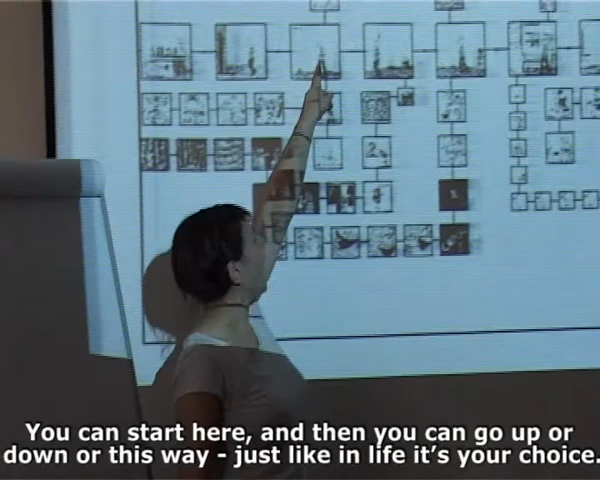 You can start here, and then you can go up or
down or this way - just like in life it's your choice.